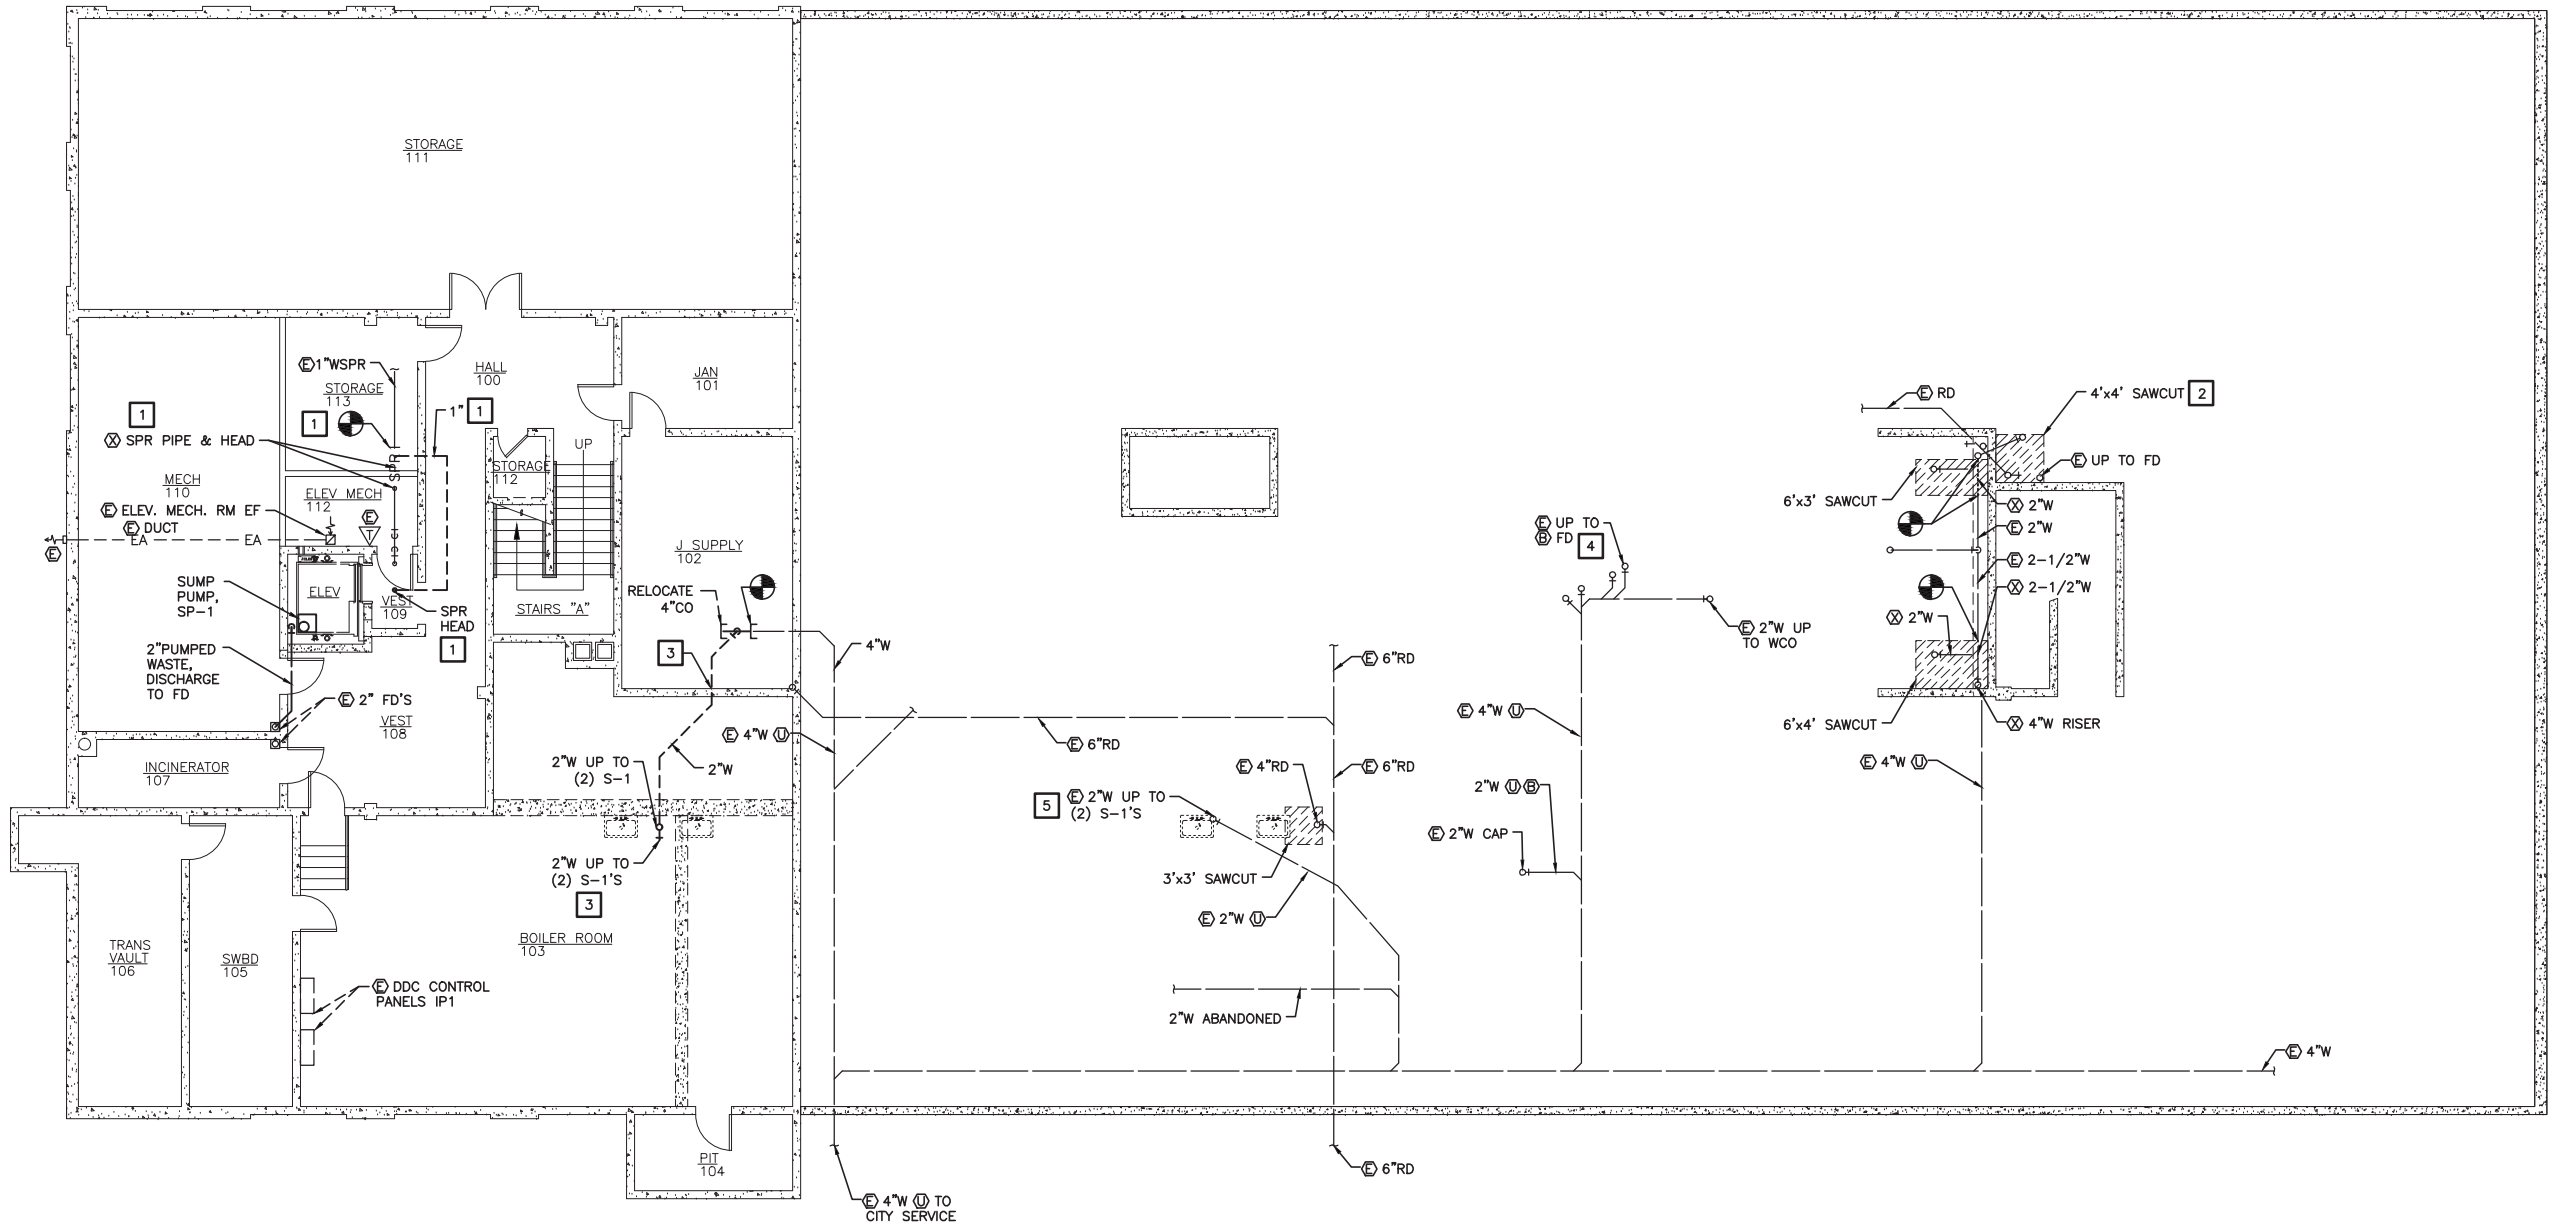 STORAGE
111
Ⓔ 1"WSPR
STORAGE
113
1
1
HALL
100
1" 1
JAN
101
Ⓧ SPR PIPE & HEAD
SPR
MECH
110
ELEV MECH
112
Ⓔ ELEV. MECH. RM EF
Ⓔ DUCT
EA
EA
Ⓔ
Ⓔ
T
STORAGE
112
UP
J SUPPLY
102
SUMP
PUMP,
SP-1
ELEV
VEST
109
SPR
HEAD
1
STAIRS "A"
RELOCATE
4"CO
2"PUMPED
WASTE,
DISCHARGE
TO FD
Ⓔ 2" FD'S
VEST
108
3
4"W
Ⓔ 4"W Ⓤ
2"W
INCINERATOR
107
2"W UP TO
(2) S-1
2"W UP TO
(2) S-1'S
3
BOILER ROOM
103
TRANS
VAULT
106
SWBD
105
Ⓔ DDC CONTROL
PANELS IP1
PIT
104
Ⓔ 4"W Ⓤ TO
CITY SERVICE
Ⓔ 6"RD
Ⓔ 6"RD
Ⓔ 4"RD
Ⓔ 6"RD
5
Ⓔ 2"W UP TO
(2) S-1'S
3'x3' SAWCUT
Ⓔ 2"W Ⓤ
2"W ABANDONED
Ⓔ 6"RD
Ⓔ UP TO
Ⓑ FD 4
Ⓔ 2"W UP
TO WCO
Ⓔ 4"W Ⓤ
2"W Ⓤ Ⓑ
Ⓔ 2"W CAP
Ⓔ RD
4'x4' SAWCUT 2
Ⓔ UP TO FD
6'x3' SAWCUT
Ⓧ 2"W
Ⓔ 2"W
Ⓔ 2-1/2"W
Ⓧ 2-1/2"W
Ⓧ 2"W
6'x4' SAWCUT
Ⓧ 4"W RISER
Ⓔ 4"W Ⓤ
Ⓔ 4"W